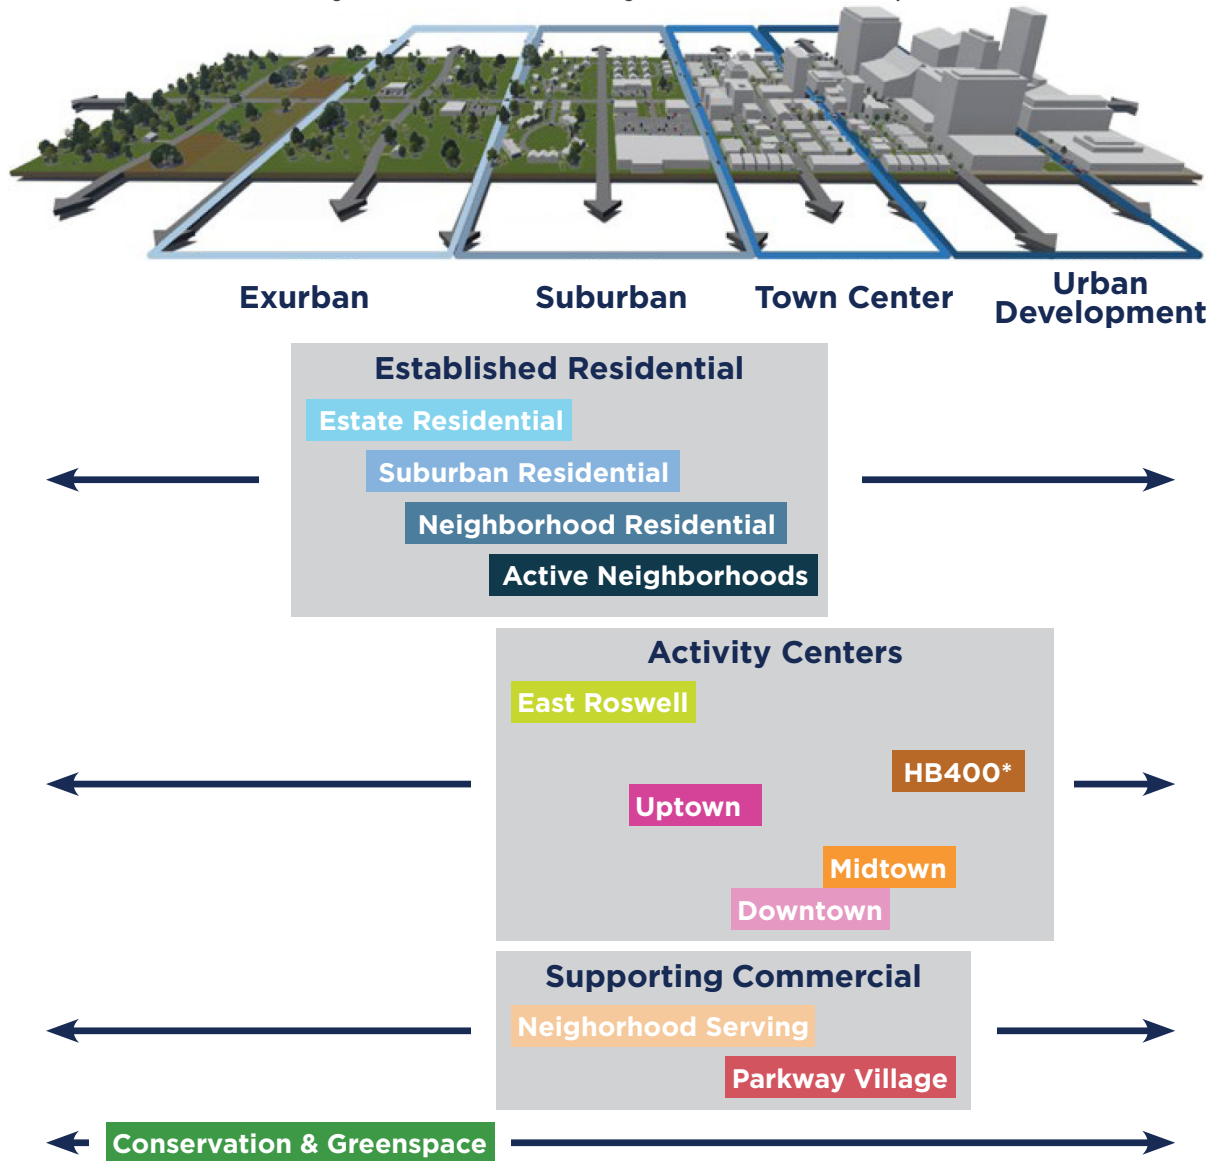 Exurban
Suburban
Town Center
Urban
Development
Established Residential
Estate Residential
Suburban Residential
Neighborhood Residential
Active Neighborhoods
Activity Centers
East Roswell
HB400*
Uptown
Midtown
Downtown
Supporting Commercial
Neighorhood Serving
Parkway Village
Conservation & Greenspace